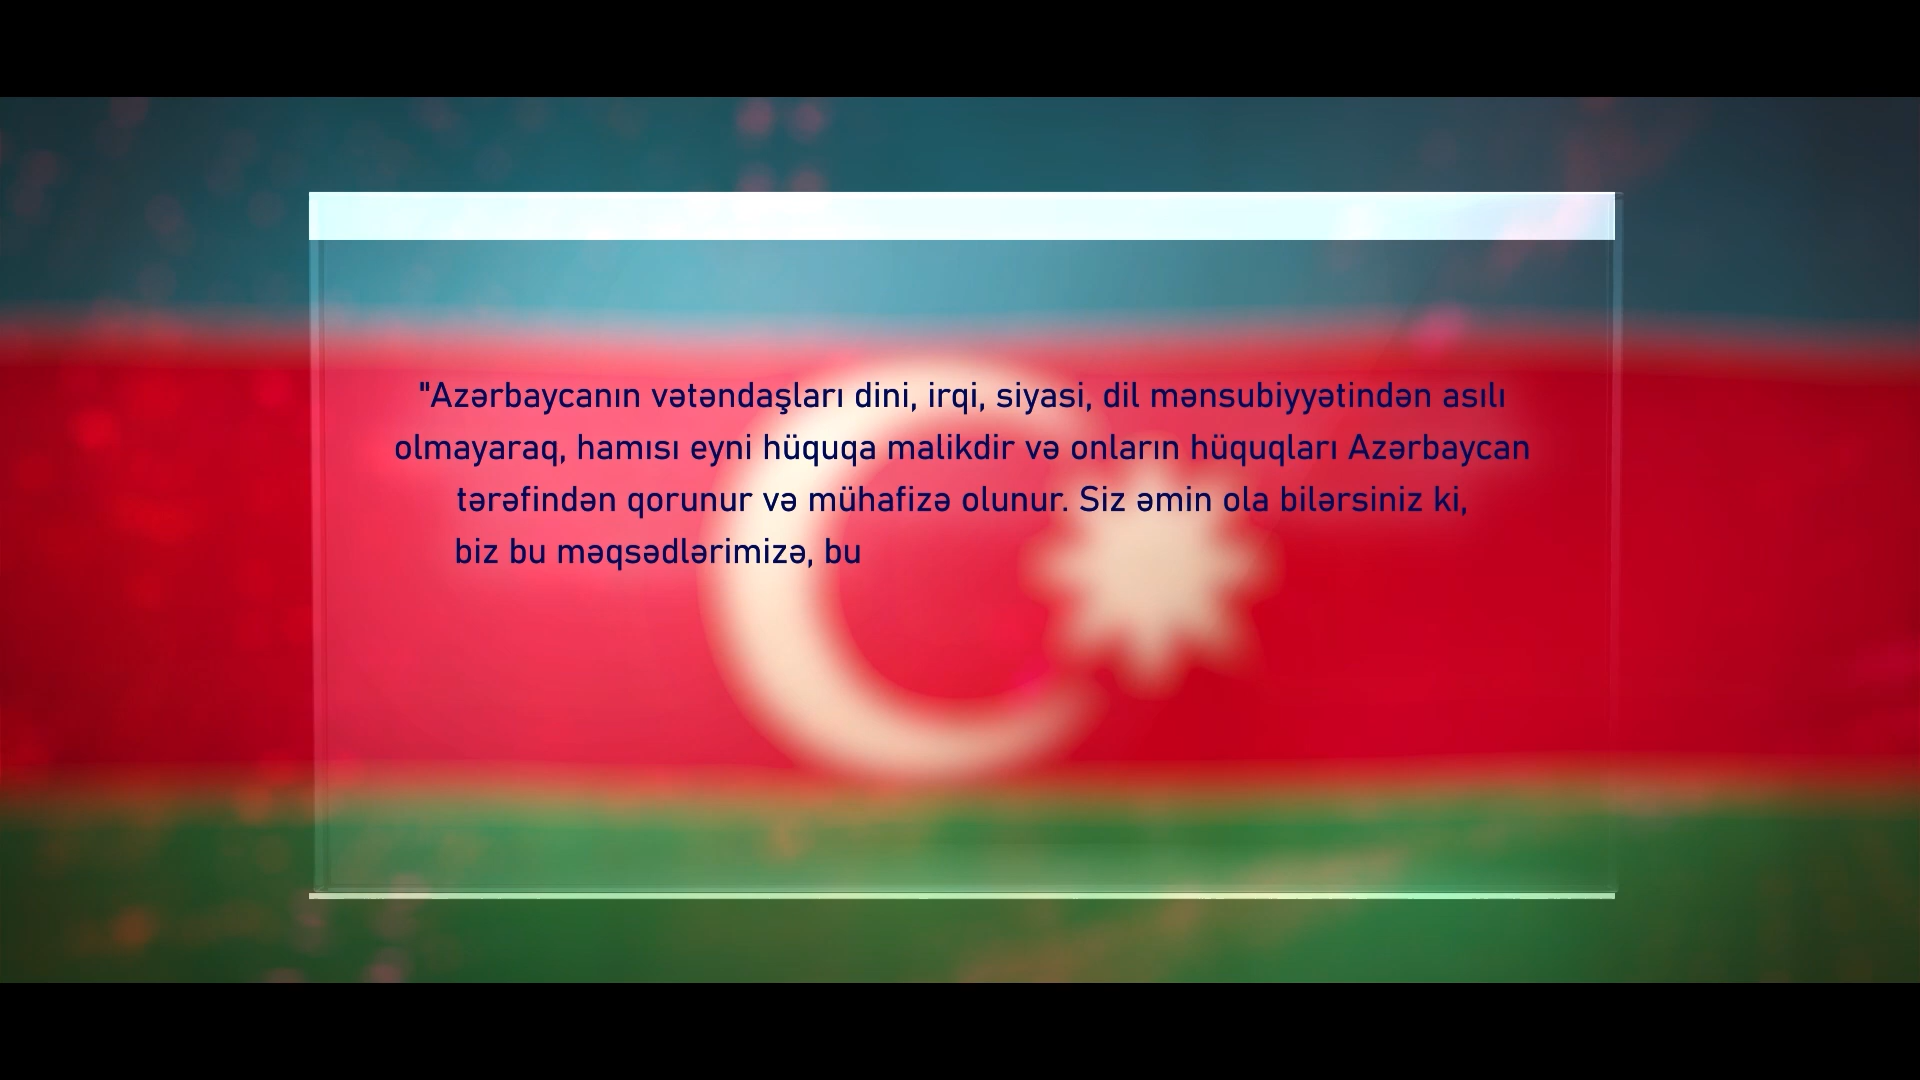 "Azərbaycanın vətəndaşları dini, irqi, siyasi, dil mənsubiyyətindən asılı
olmayaraq, hamısı eyni hüquqa malikdir və onların hüquqları Azərbaycan
tərəfindən qorunur və mühafizə olunur. Siz əmin ola bilərsiniz ki,
biz bu məqsədlərimizə, bu